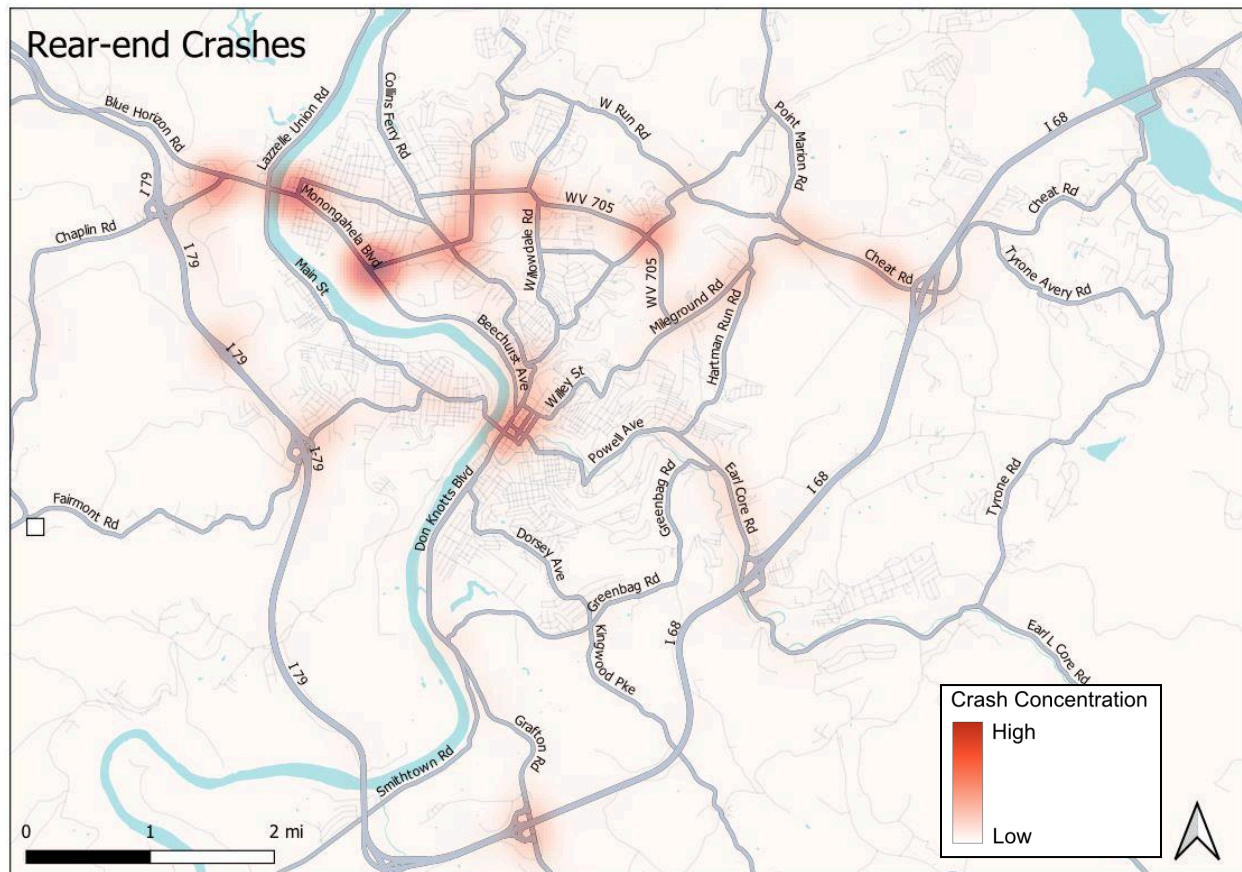 Rear-end Crashes
Blue Horizon Rd
Lazzelle Union Rd
Collins Ferry Rd
W Run Rd
Point Marion Rd
I 68
I 79
Chaplin Rd
I 79
Monongahela Blvd
WV 705
Willowdale Rd
WV 705
Cheat Rd
Cheat Rd
Tyrone Avery Rd
Main St
Mileground Rd
Hartman Run Rd
I 79
Beechurst Ave
Willey St
Powell Ave
I-79
Fairmont Rd
Don Knotts Blvd
Greenbag Rd
Earl Core Rd
I 68
Tyrone Rd
Dorsey Ave
Greenbag Rd
Kingwood Pke
I 68
Earl L Core Rd
I 79
Grafton Rd
Smithtown Rd
Crash Concentration
High
Low
0 1 2 mi